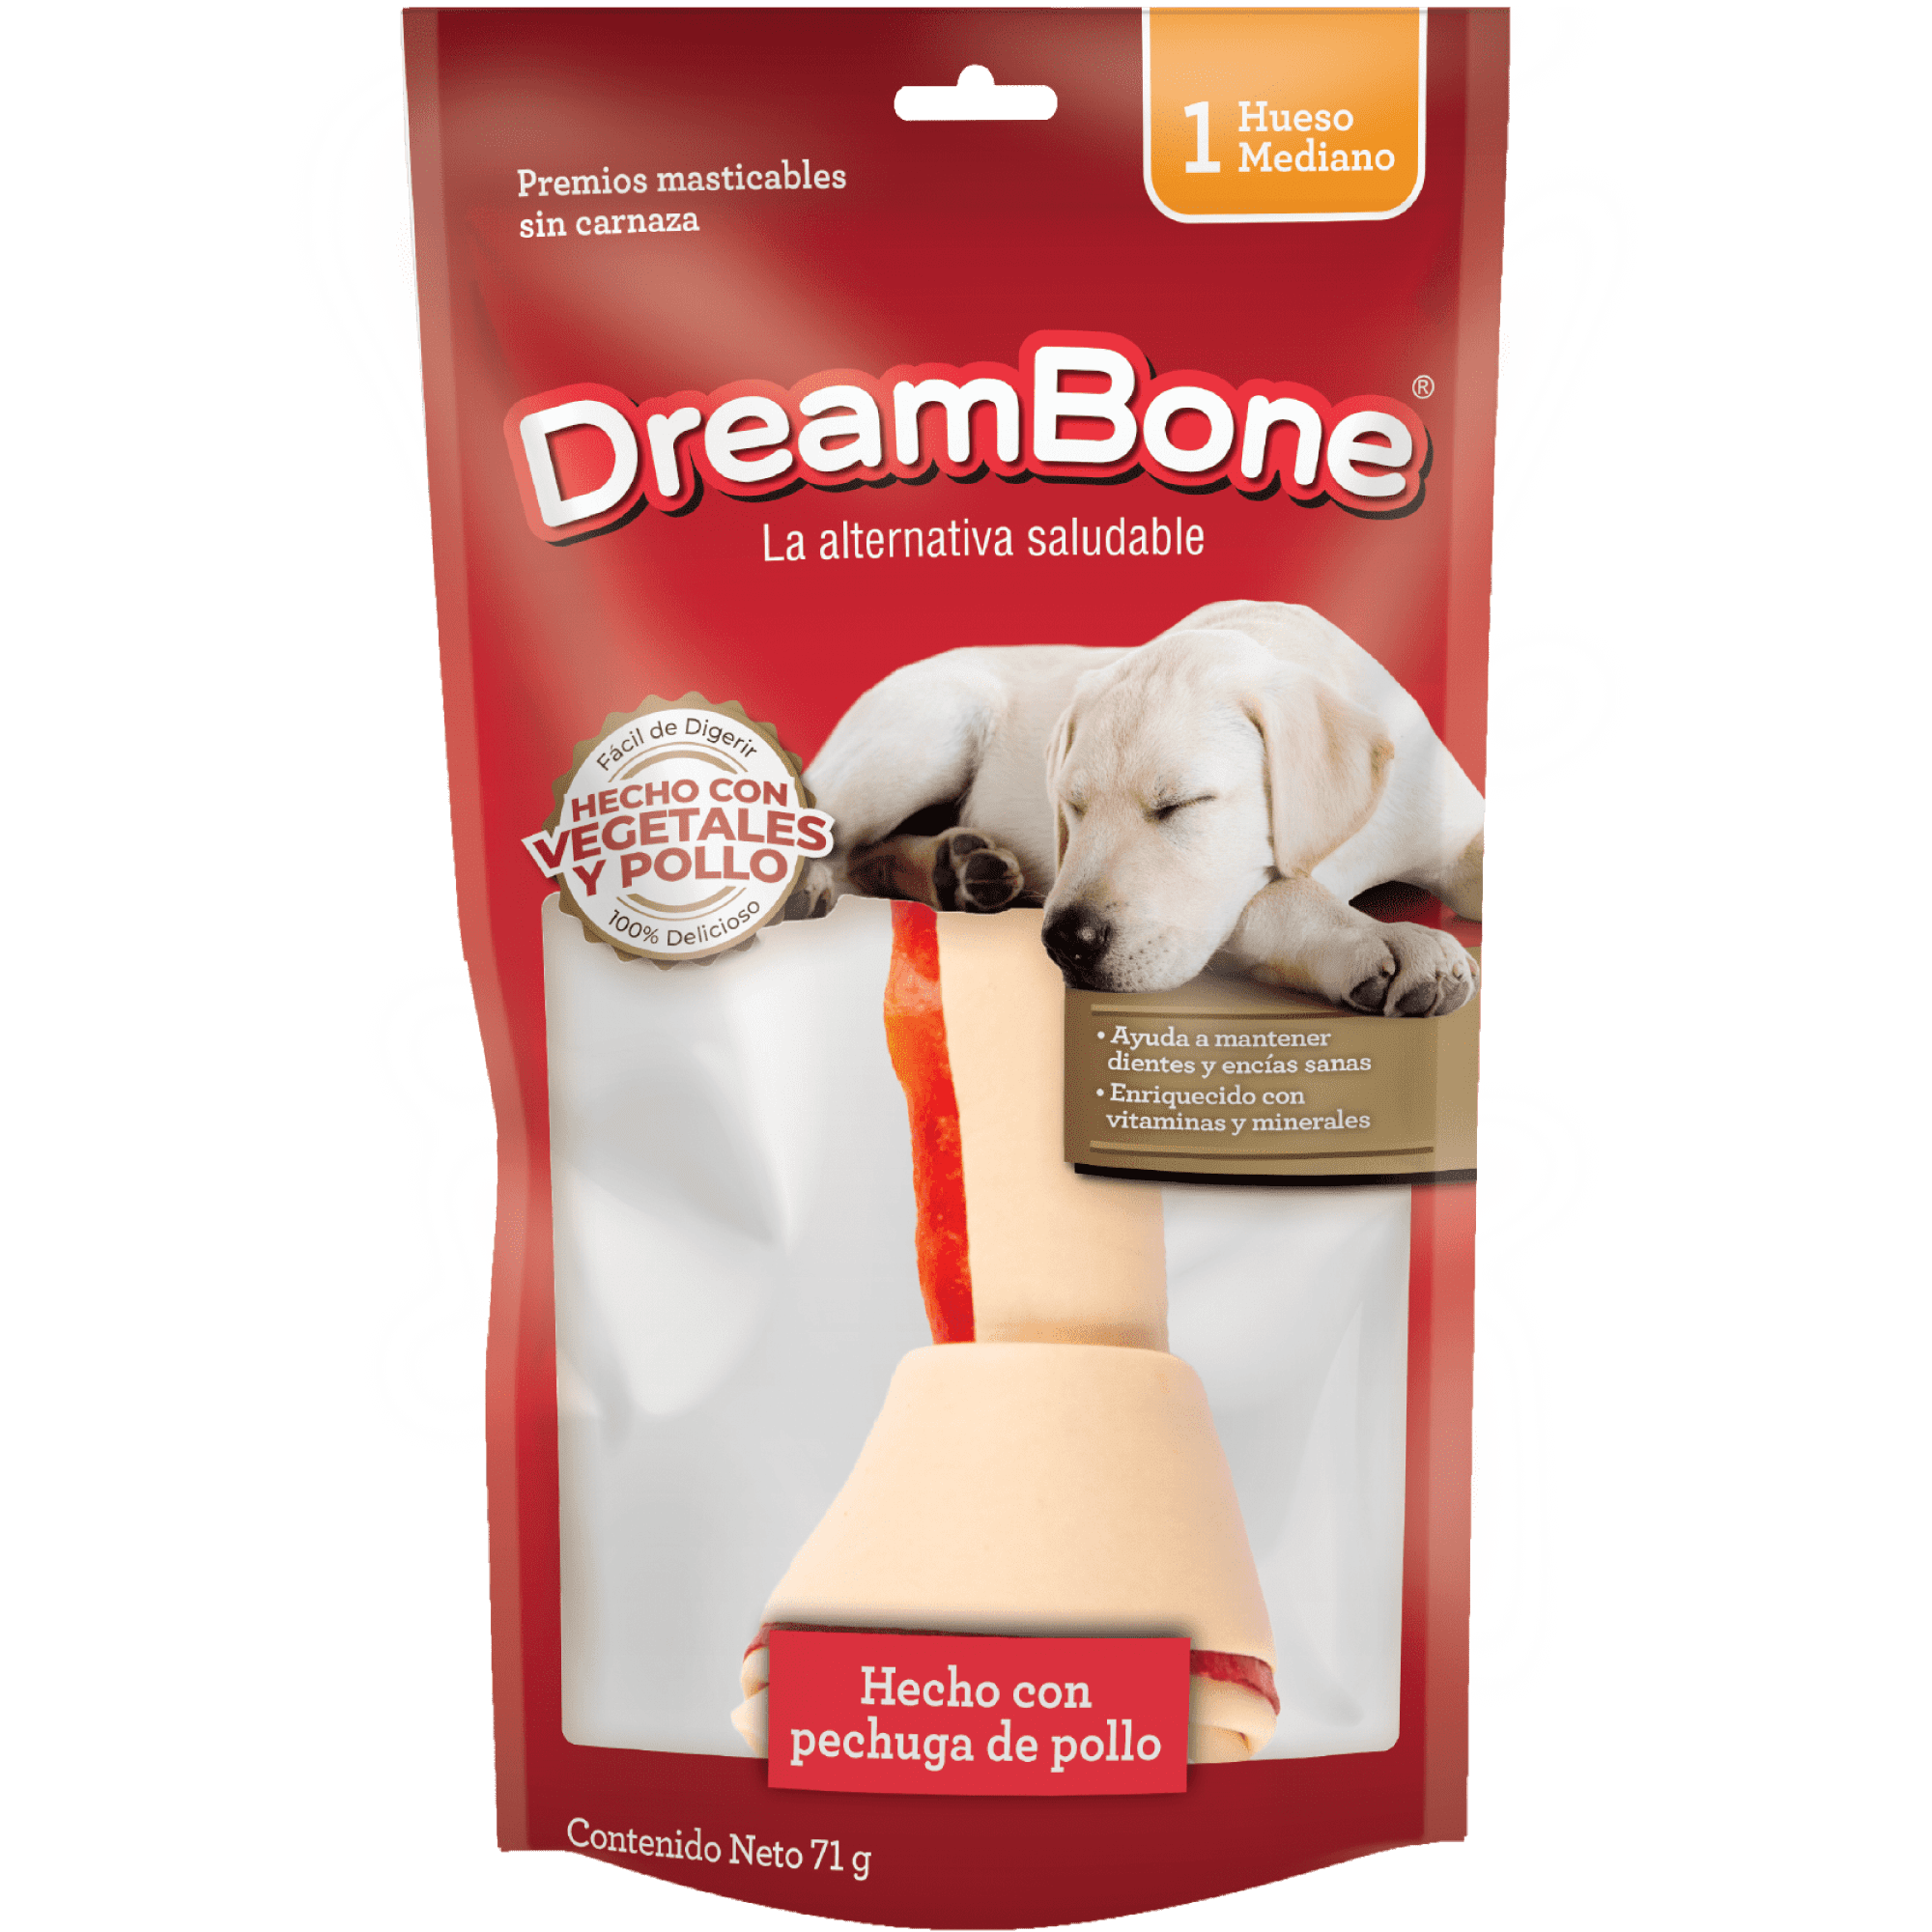 1 Hueso
Mediano
Premios masticables
sin carnaza
DreamBone®
La alternativa saludable
Fácil de Digerir
HECHO CON
VEGETALES
Y POLLO
100% Delicioso
• Ayuda a mantener
dientes y encías sanas
• Enriquecido con
vitaminas y minerales
Hecho con
pechuga de pollo
Contenido Neto 71 g